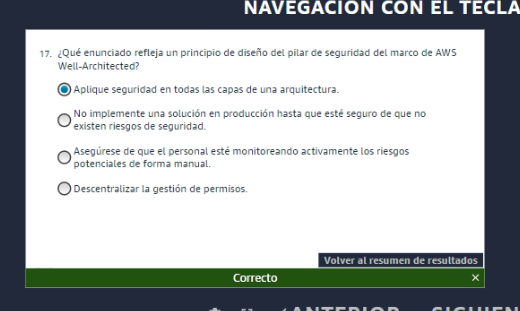 NAVEGACIÓN CON EL TECLA
17. ¿Qué enunciado refleja un principio de diseño del pilar de seguridad del marco de AWS
Well-Architected?
Aplique seguridad en todas las capas de una arquitectura.
No implemente una solución en producción hasta que esté seguro de que no
existen riesgos de seguridad.
Asegúrese de que el personal esté monitoreando activamente los riesgos
potenciales de forma manual.
Descentralizar la gestión de permisos.
Volver al resumen de resultados
Correcto ×
ANTERIOR SIGUIEN